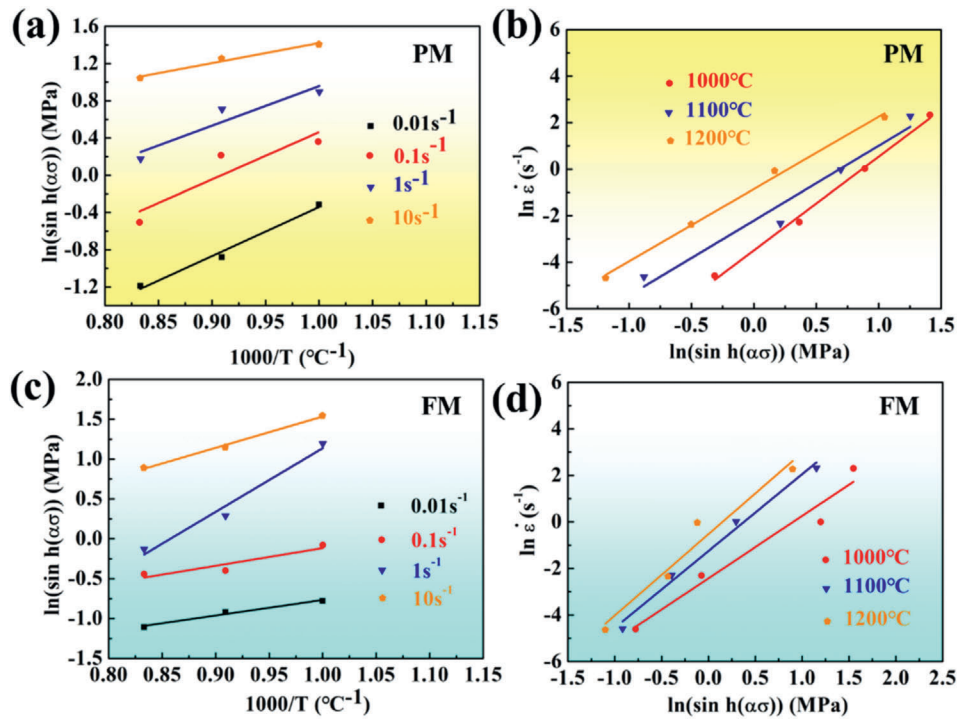 (a)
PM
ln(sin h(ασ)) (MPa)
1.6
1.2
0.8
0.4
0.0
-0.4
-0.8
-1.2
0.01s⁻¹
0.1s⁻¹
1s⁻¹
10s⁻¹
0.80 0.85 0.90 0.95 1.00 1.05 1.10 1.15
1000/T (℃⁻¹)
(b)
PM
ln ε̇ (s⁻¹)
6
4
2
0
-2
-4
-6
1000℃
1100℃
1200℃
-1.5 -1.0 -0.5 0.0 0.5 1.0 1.5
ln(sin h(ασ)) (MPa)
(c)
FM
ln(sin h(ασ)) (MPa)
2.0
1.5
1.0
0.5
0.0
-0.5
-1.0
-1.5
0.01s⁻¹
0.1s⁻¹
1s⁻¹
10s⁻¹
0.80 0.85 0.90 0.95 1.00 1.05 1.10 1.15
1000/T (℃⁻¹)
(d)
FM
ln ε̇ (s⁻¹)
6
4
2
0
-2
-4
-6
1000℃
1100℃
1200℃
-1.5 -1.0 -0.5 0.0 0.5 1.0 1.5 2.0 2.5
ln(sin h(ασ)) (MPa)